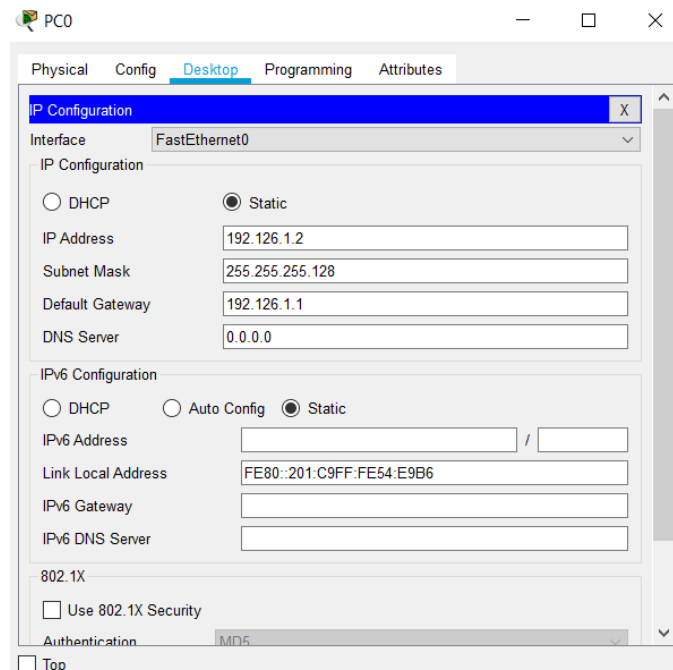 PC0
Physical Config Desktop Programming Attributes
IP Configuration X
Interface FastEthernet0
IP Configuration
DHCP Static
IP Address 192.126.1.2
Subnet Mask 255.255.255.128
Default Gateway 192.126.1.1
DNS Server 0.0.0.0
IPv6 Configuration
DHCP Auto Config Static
IPv6 Address /
Link Local Address FE80::201:C9FF:FE54:E9B6
IPv6 Gateway
IPv6 DNS Server
802.1X
Use 802.1X Security
Authentication MD5
Top